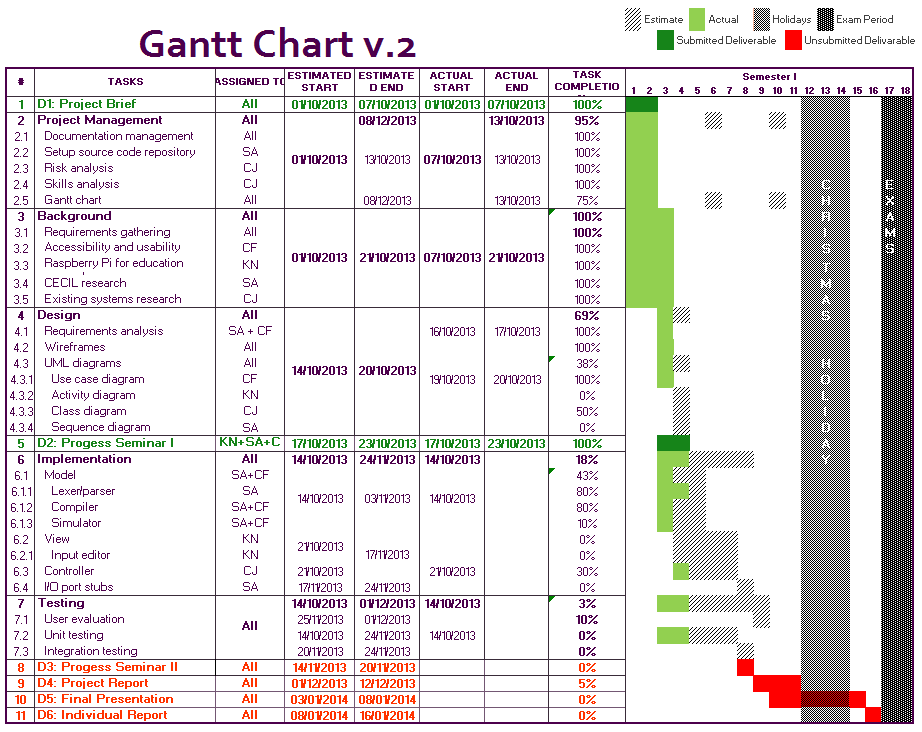 Gantt Chart v.2
Estimate Actual Holidays Exam Period
Submitted Deliverable Unsubmitted Delivarable
# TASKS ASSIGNED TO ESTIMATED START ESTIMATE D END ACTUAL START ACTUAL END TASK COMPLETIO Semester I
1 2 3 4 5 6 7 8 9 10 11 12 13 14 15 16 17 18
1 D1: Project Brief All 01/10/2013 07/10/2013 01/10/2013 07/10/2013 100%
2 Project Management All 08/12/2013 13/10/2013 95%
2.1 Documentation management All 100%
2.2 Setup source code repository SA 01/10/2013 13/10/2013 07/10/2013 13/10/2013 100%
2.3 Risk analysis CJ 100%
2.4 Skills analysis CJ 100%
2.5 Gantt chart All 08/12/2013 13/10/2013 75%
3 Background All 100%
3.1 Requirements gathering All 100%
3.2 Accessibility and usability CF 01/10/2013 21/10/2013 07/10/2013 21/10/2013 100%
3.3 Raspberry Pi for education KN 100%
3.4 CECIL research SA 100%
3.5 Existing systems research CJ 100%
4 Design All 69%
4.1 Requirements analysis SA + CF 16/10/2013 17/10/2013 100%
4.2 Wireframes All 100%
4.3 UML diagrams All 14/10/2013 20/10/2013 38%
4.3.1 Use case diagram CF 19/10/2013 20/10/2013 100%
4.3.2 Activity diagram KN 0%
4.3.3 Class diagram CJ 50%
4.3.4 Sequence diagram SA 0%
5 D2: Progess Seminar I KN+SA+C 17/10/2013 23/10/2013 17/10/2013 23/10/2013 100%
6 Implementation All 14/10/2013 24/11/2013 14/10/2013 18%
6.1 Model SA+CF 43%
6.1.1 Lexer/parser SA 14/10/2013 03/11/2013 14/10/2013 80%
6.1.2 Compiler SA+CF 80%
6.1.3 Simulator SA+CF 10%
6.2 View KN 21/10/2013 0%
6.2.1 Input editor KN 17/11/2013 0%
6.3 Controller CJ 21/10/2013 21/10/2013 30%
6.4 I/O port stubs SA 17/11/2013 24/11/2013 0%
7 Testing All 14/10/2013 01/12/2013 14/10/2013 3%
7.1 User evaluation 25/11/2013 01/12/2013 10%
7.2 Unit testing 14/10/2013 24/11/2013 14/10/2013 0%
7.3 Integration testing 20/11/2013 24/11/2013 0%
8 D3: Progess Seminar II All 14/11/2013 20/11/2013 0%
9 D4: Project Report All 01/12/2013 12/12/2013 5%
10 D5: Final Presentation All 03/01/2014 08/01/2014 0%
11 D6: Individual Report All 08/01/2014 16/01/2014 0%
CHRISTMAS HOLIDAY
EXAMS